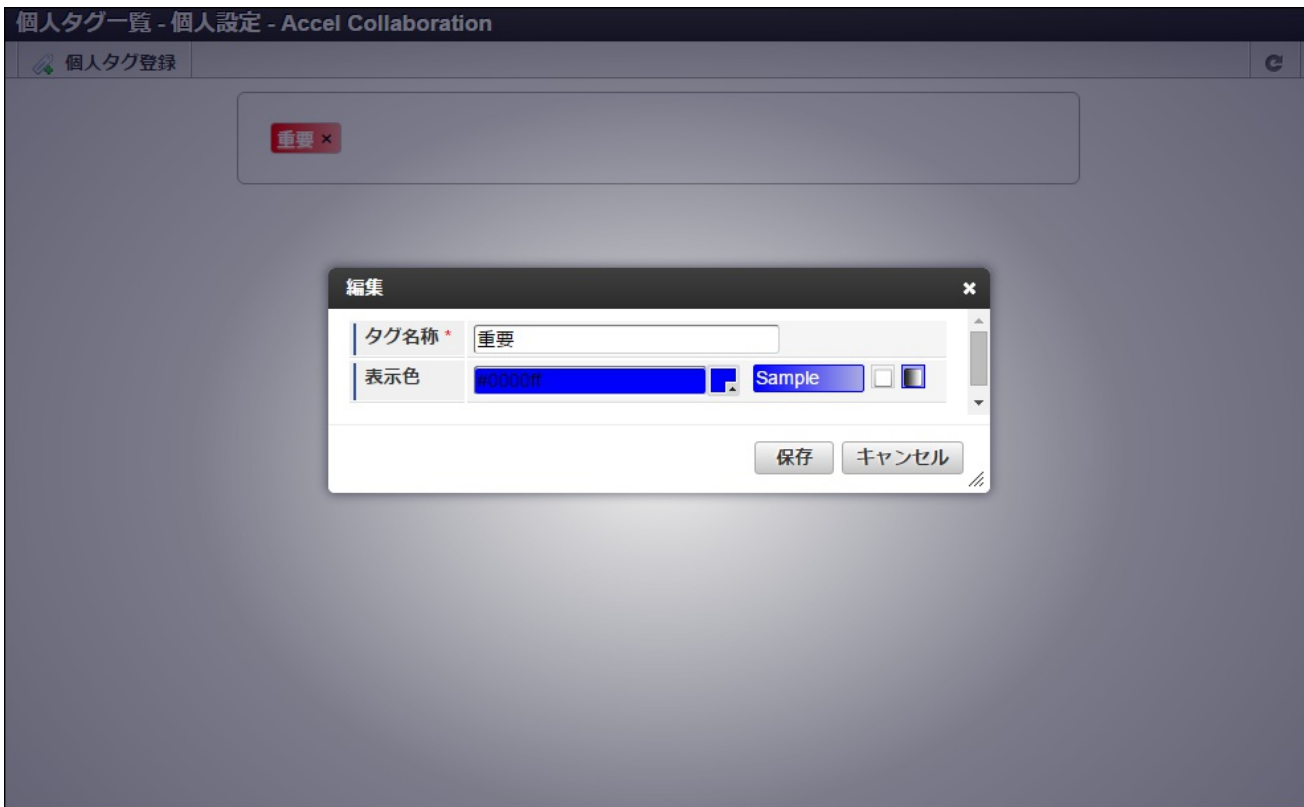 個人タグ一覧 - 個人設定 - Accel Collaboration
個人タグ登録
重要 ×
編集 ×
タグ名称 * 重要
表示色 #0000ff Sample
保存 キャンセル